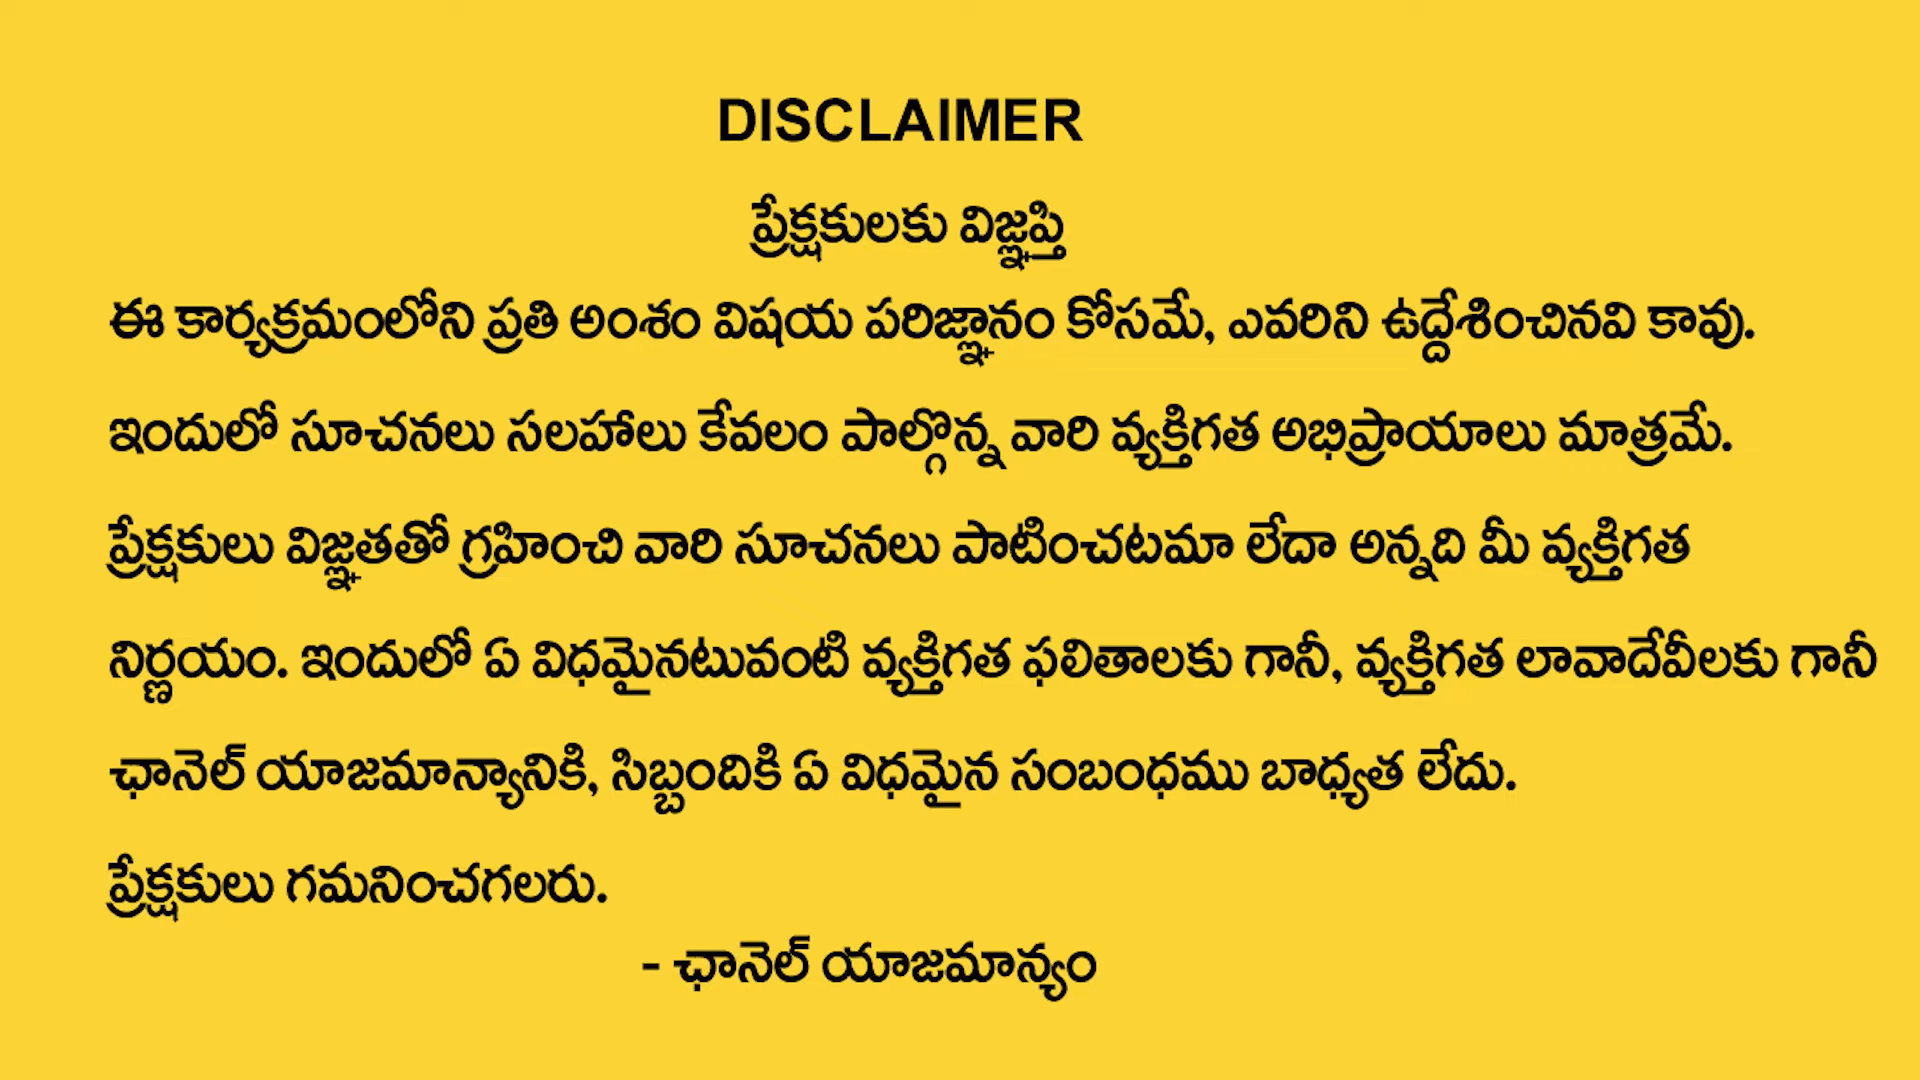 DISCLAIMER
ప్రేక్షకులకు విజ్ఞప్తి
ఈ కార్యక్రమంలోని ప్రతి అంశం విషయ పరిజ్ఞానం కోసమే, ఎవరిని ఉద్దేశించినవి కావు.
ఇందులో సూచనలు సలహాలు కేవలం పాల్గొన్న వారి వ్యక్తిగత అభిప్రాయాలు మాత్రమే.
ప్రేక్షకులు విజ్ఞతతో గ్రహించి వారి సూచనలు పాటించటమా లేదా అన్నది మీ వ్యక్తిగత
నిర్ణయం. ఇందులో ఏ విధమైనటువంటి వ్యక్తిగత ఫలితాలకు గానీ, వ్యక్తిగత లావాదేవీలకు గానీ
ఛానెల్ యాజమాన్యానికి, సిబ్బందికి ఏ విధమైన సంబంధము బాధ్యత లేదు.
ప్రేక్షకులు గమనించగలరు.
- ఛానెల్ యాజమాన్యం